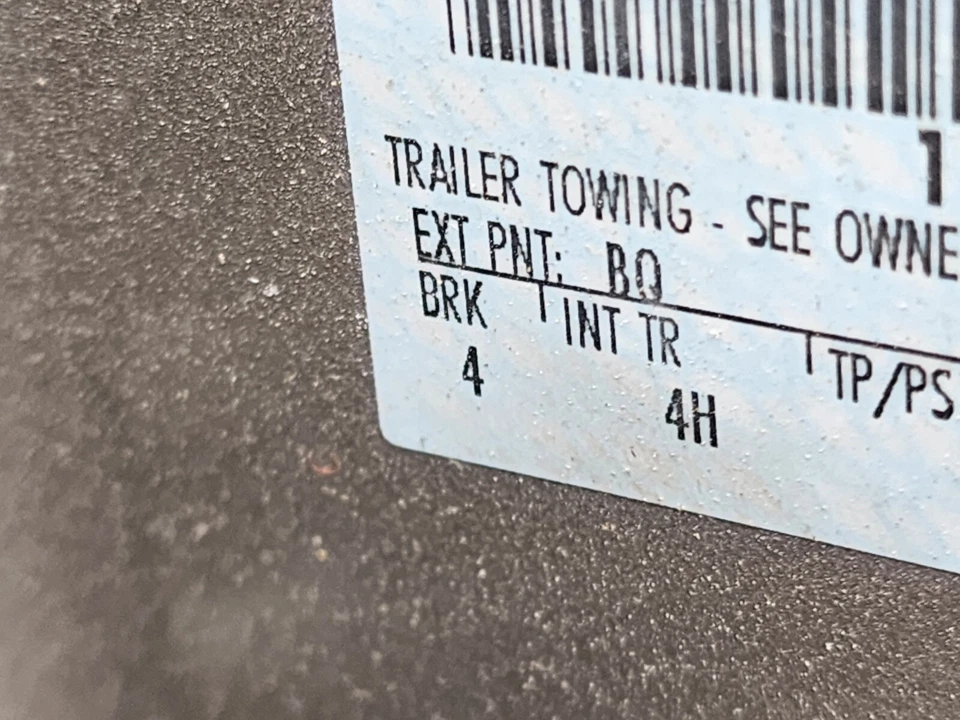 1
TRAILER TOWING - SEE OWNE
EXT PNT: BQ
BRK INT TR TP/PS
4 4H